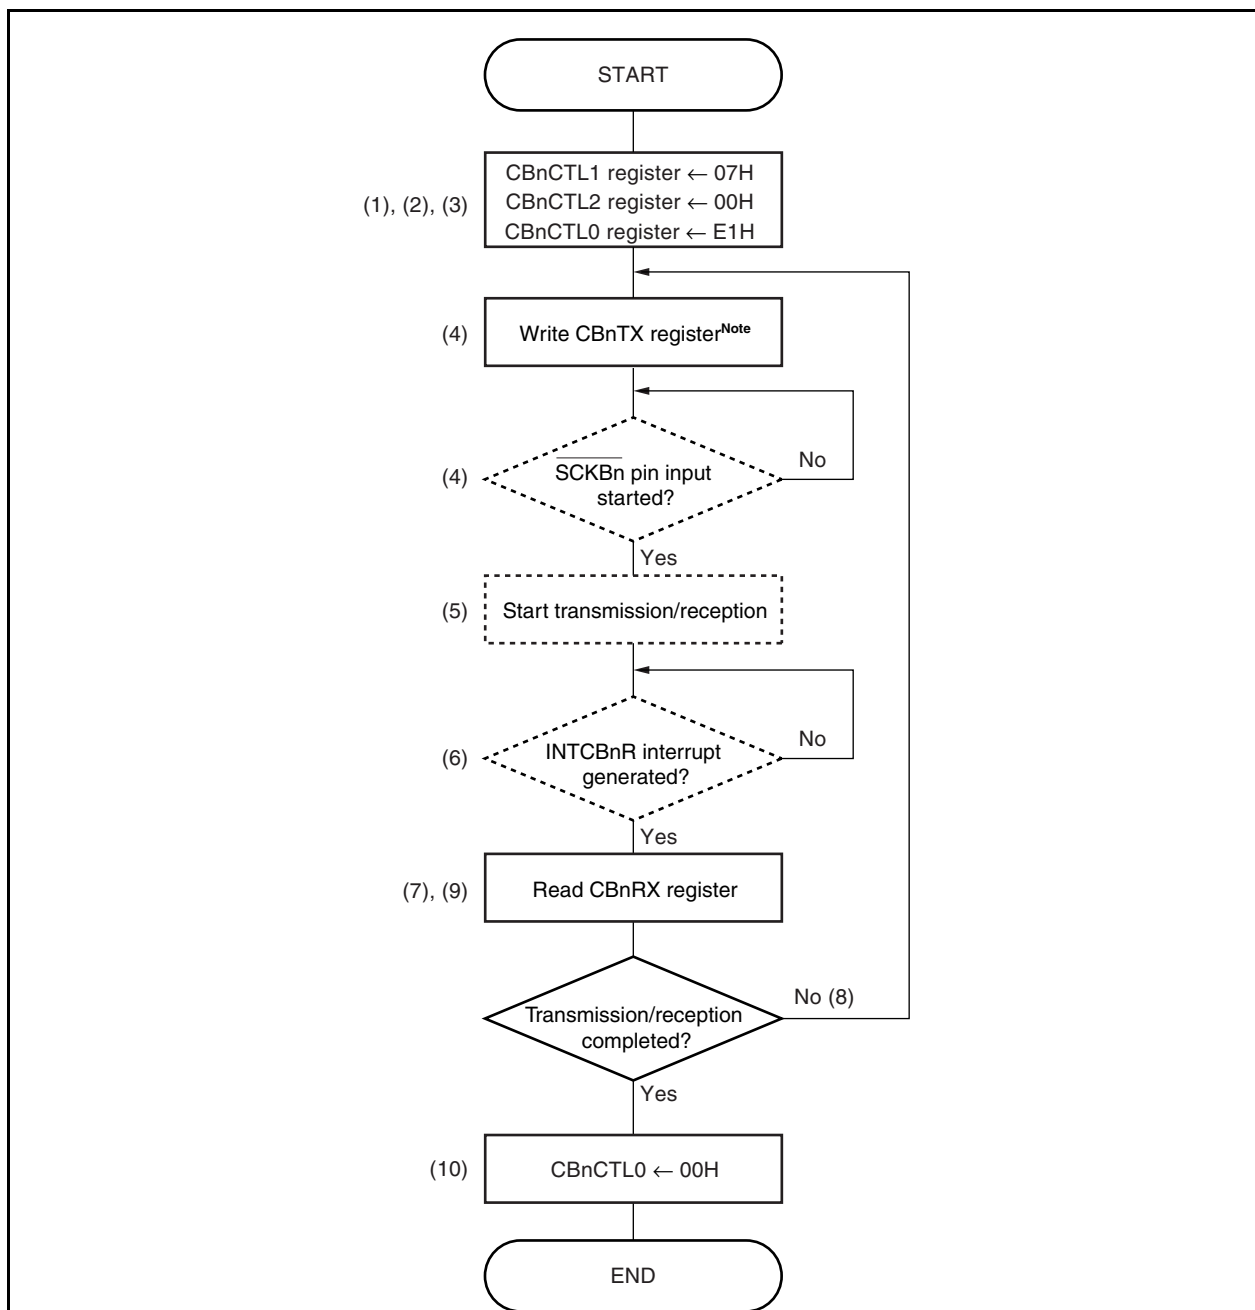 START
CBnCTL1 register ← 07H
(1), (2), (3) CBnCTL2 register ← 00H
CBnCTL0 register ← E1H
(4) Write CBnTX registerNote
(4) SCKBn pin input No
started?
Yes
(5) Start transmission/reception
(6) INTCBnR interrupt No
generated?
Yes
(7), (9) Read CBnRX register
No (8)
Transmission/reception
completed?
Yes
(10) CBnCTL0 ← 00H
END